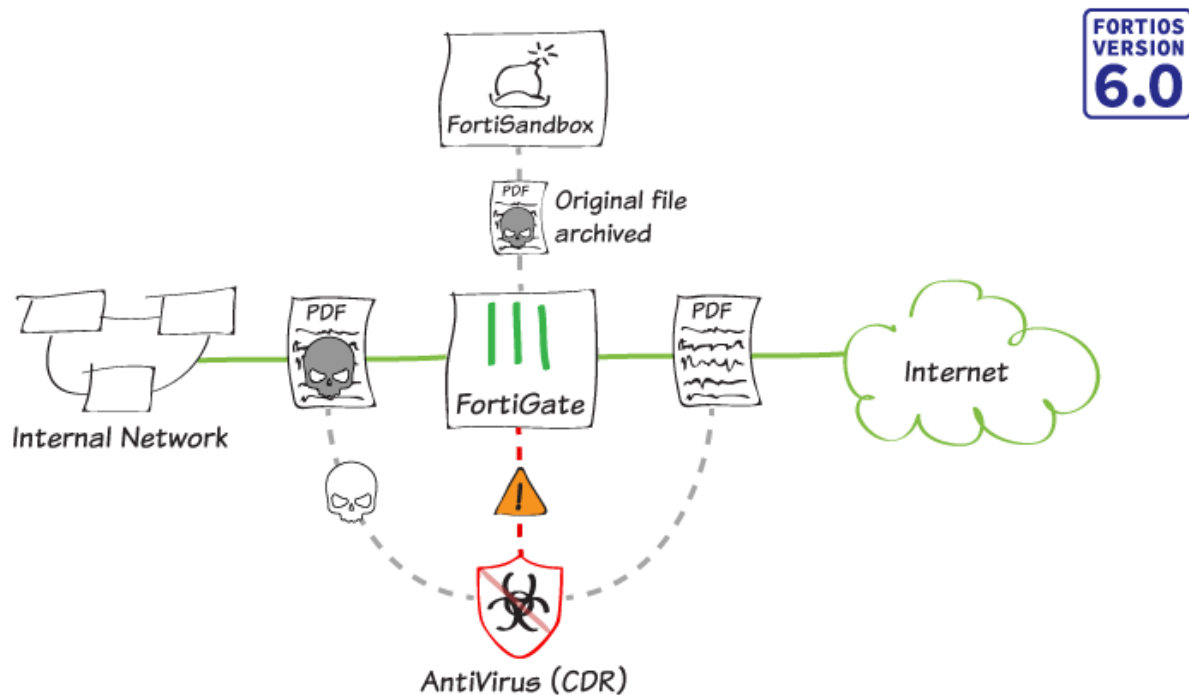 FORTIOS
VERSION
6.0
FortiSandbox
PDF
Original file
archived
PDF
PDF
FortiGate
Internet
Internal Network
!
AntiVirus (CDR)